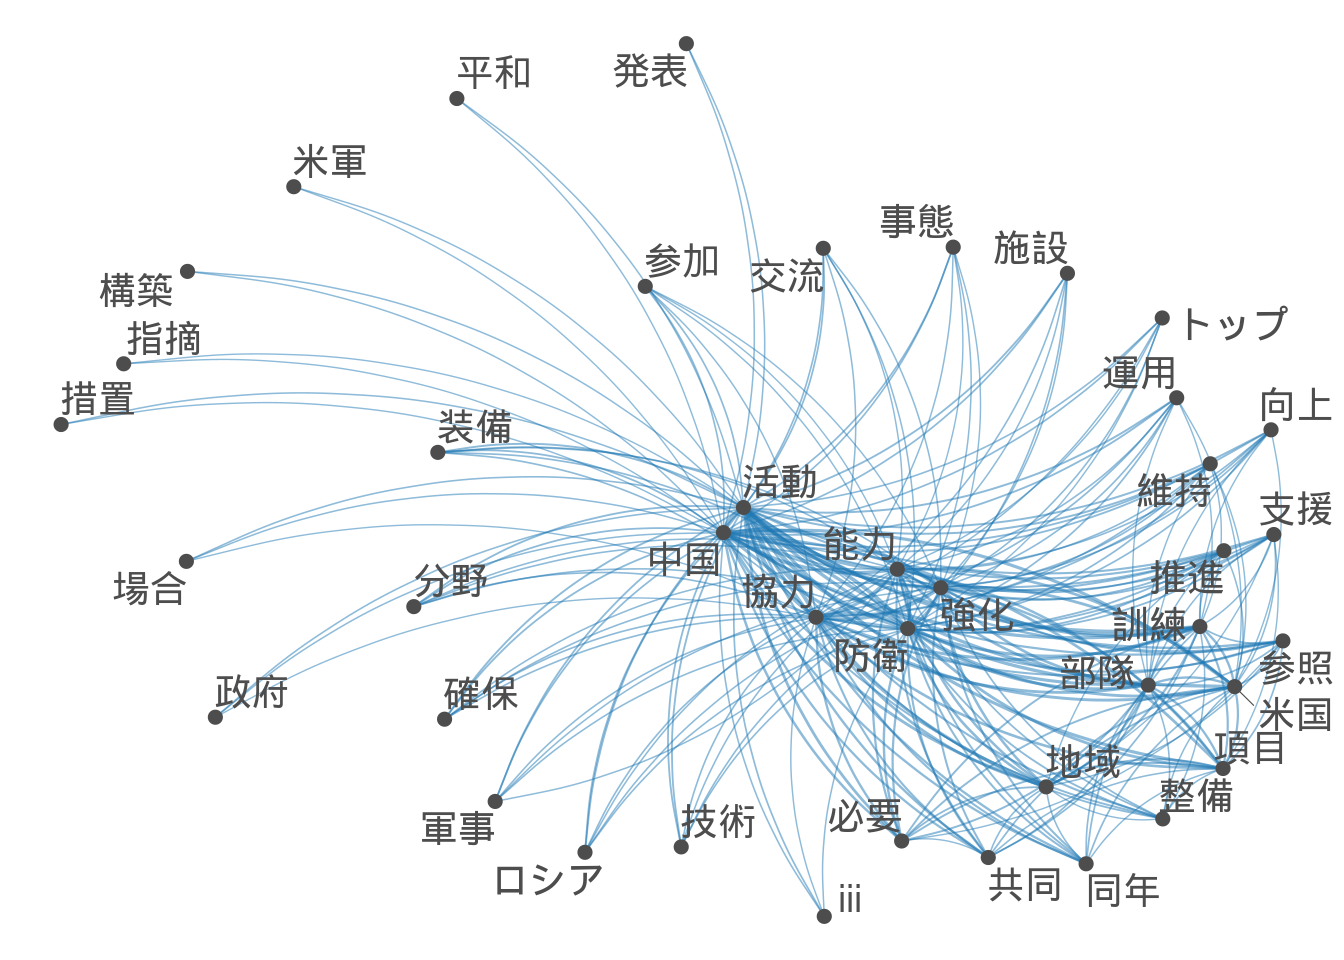 平和
発表
米軍
事態
施設
参加
交流
構築
トップ
指摘
運用
措置
向上
装備
活動
維持
支援
能力
中国
推進
場合
分野
協力
強化
訓練
防衛
参照
部隊
政府
確保
米国
項目
地域
整備
技術
必要
軍事
ロシア
共同
同年
iii